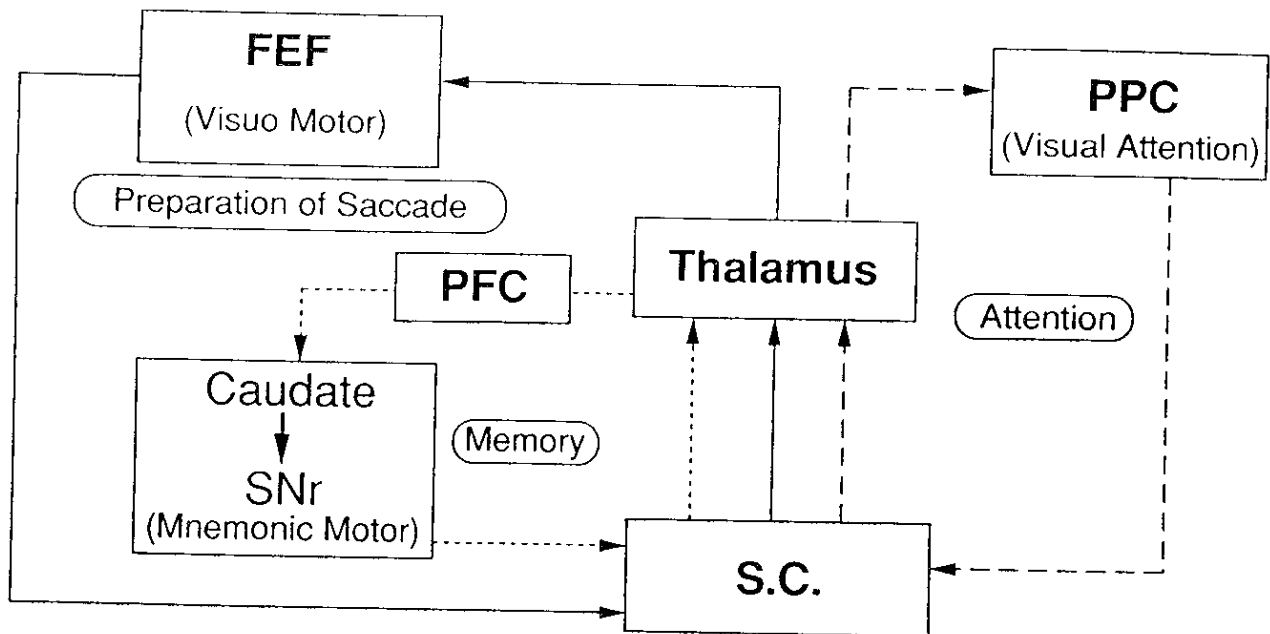 FEF
(Visuo Motor)
Preparation of Saccade
PPC
(Visual Attention)
PFC
Thalamus
Attention
Caudate
SNr
(Mnemonic Motor)
Memory
S.C.